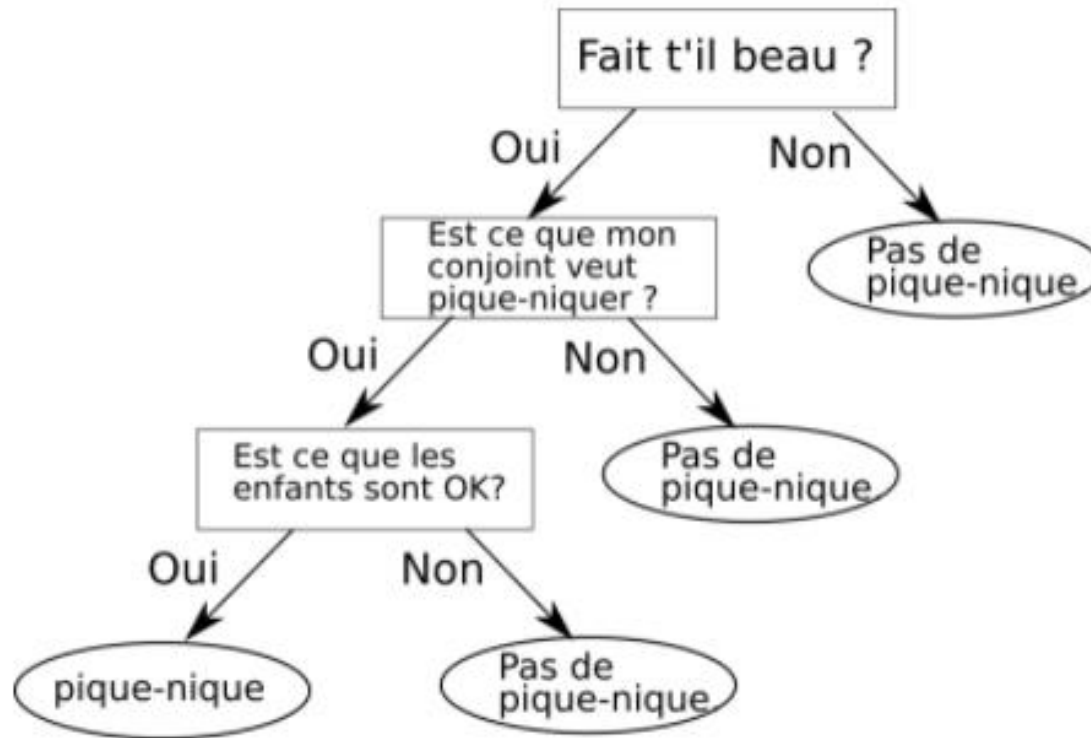 Fait t'il beau ?
Oui
Non
Est ce que mon
conjoint veut
pique-niquer ?
Pas de
pique-nique
Oui
Non
Est ce que les
enfants sont OK?
Pas de
pique-nique
Oui
Non
pique-nique
Pas de
pique-nique